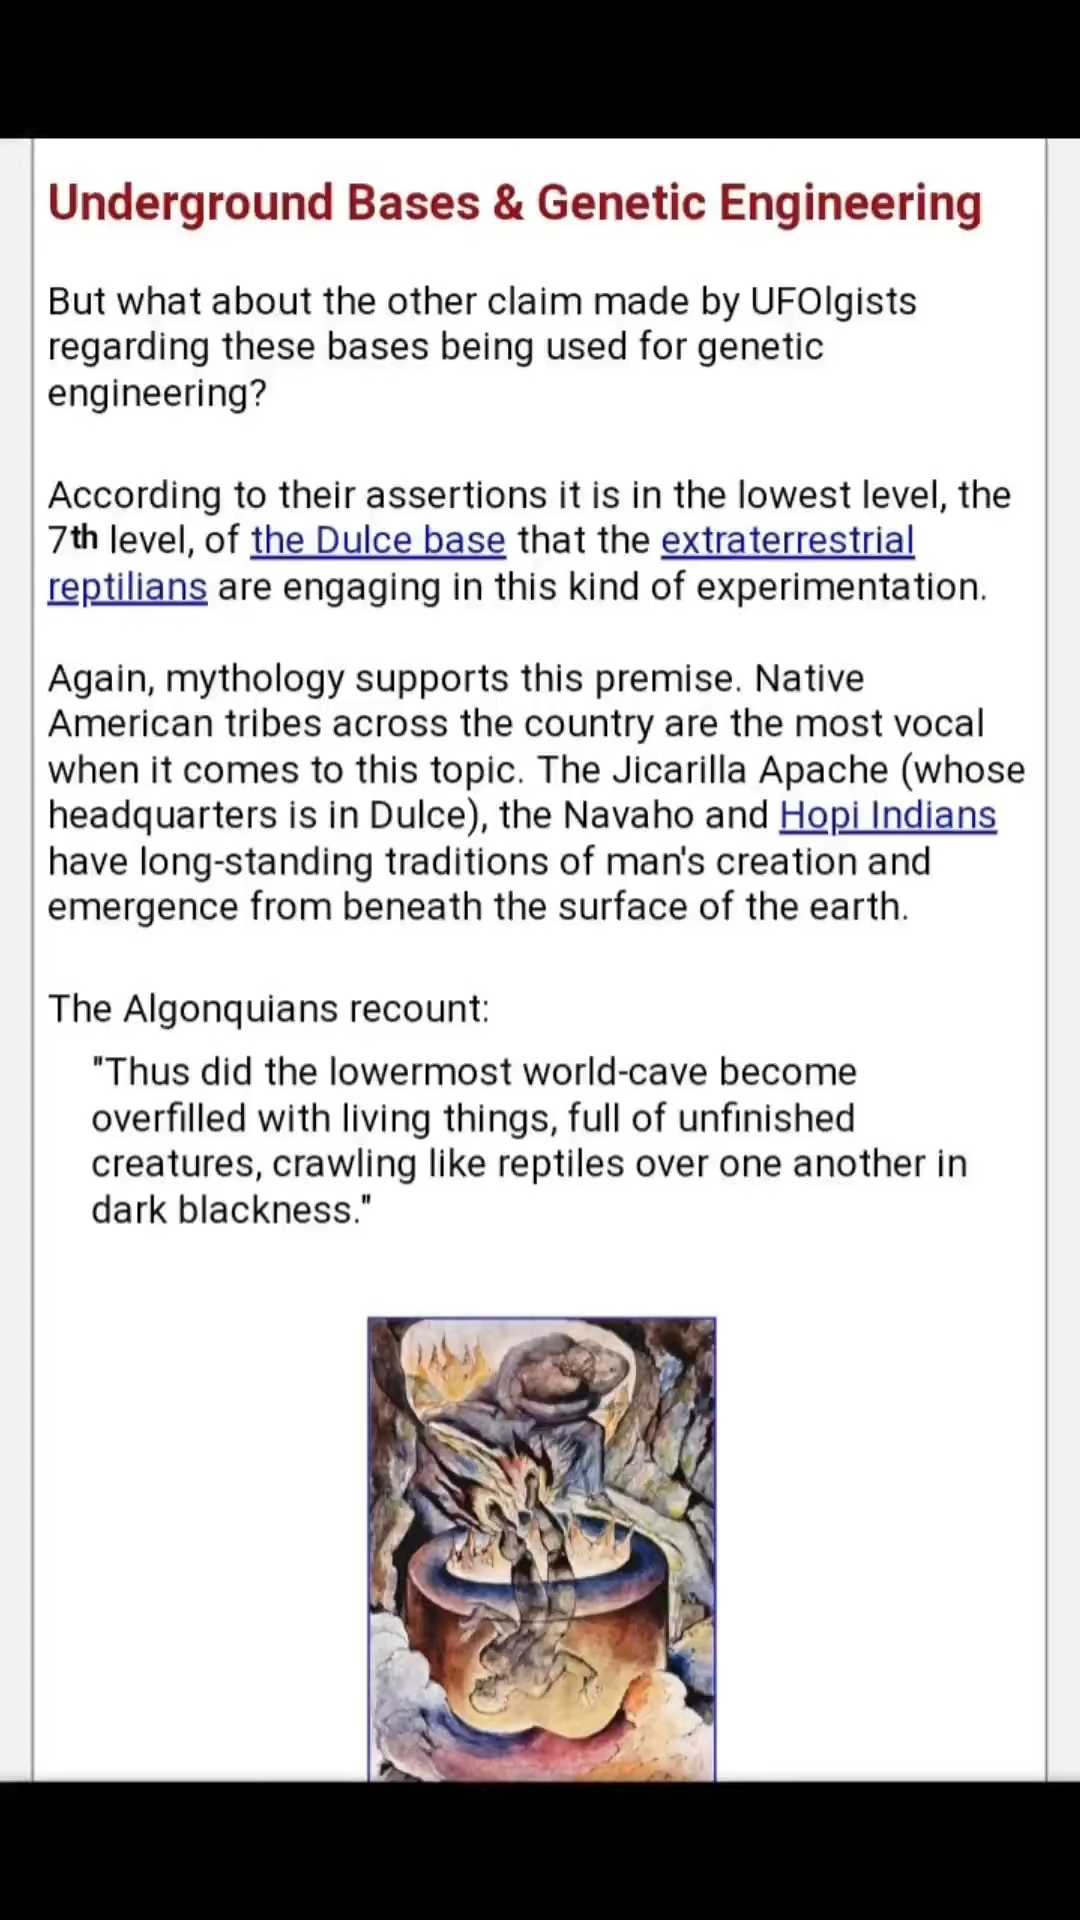 Underground Bases & Genetic Engineering
But what about the other claim made by UFOlgists
regarding these bases being used for genetic
engineering?
According to their assertions it is in the lowest level, the
7th level, of the Dulce base that the extraterrestrial
reptilians are engaging in this kind of experimentation.
Again, mythology supports this premise. Native
American tribes across the country are the most vocal
when it comes to this topic. The Jicarilla Apache (whose
headquarters is in Dulce), the Navaho and Hopi Indians
have long-standing traditions of man's creation and
emergence from beneath the surface of the earth.
The Algonquians recount:
"Thus did the lowermost world-cave become
overfilled with living things, full of unfinished
creatures, crawling like reptiles over one another in
dark blackness."